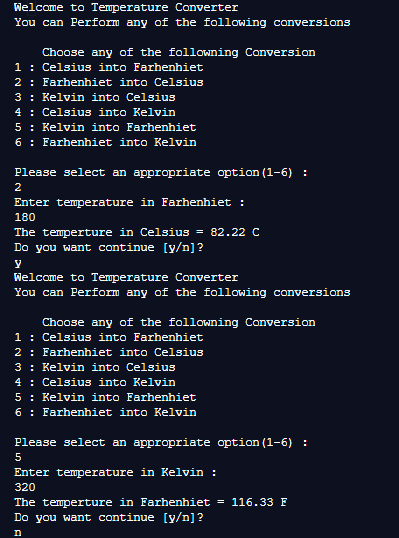 Welcome to Temperature Converter
You can Perform any of the following conversions
Choose any of the followning Conversion
1 : Celsius into Farhenhiet
2 : Farhenhiet into Celsius
3 : Kelvin into Celsius
4 : Celsius into Kelvin
5 : Kelvin into Farhenhiet
6 : Farhenhiet into Kelvin
Please select an appropriate option(1-6) :
2
Enter temperature in Farhenhiet :
180
The temperture in Celsius = 82.22 C
Do you want continue [y/n]?
y
Welcome to Temperature Converter
You can Perform any of the following conversions
Choose any of the followning Conversion
1 : Celsius into Farhenhiet
2 : Farhenhiet into Celsius
3 : Kelvin into Celsius
4 : Celsius into Kelvin
5 : Kelvin into Farhenhiet
6 : Farhenhiet into Kelvin
Please select an appropriate option(1-6) :
5
Enter temperature in Kelvin :
320
The temperture in Farhenhiet = 116.33 F
Do you want continue [y/n]?
n